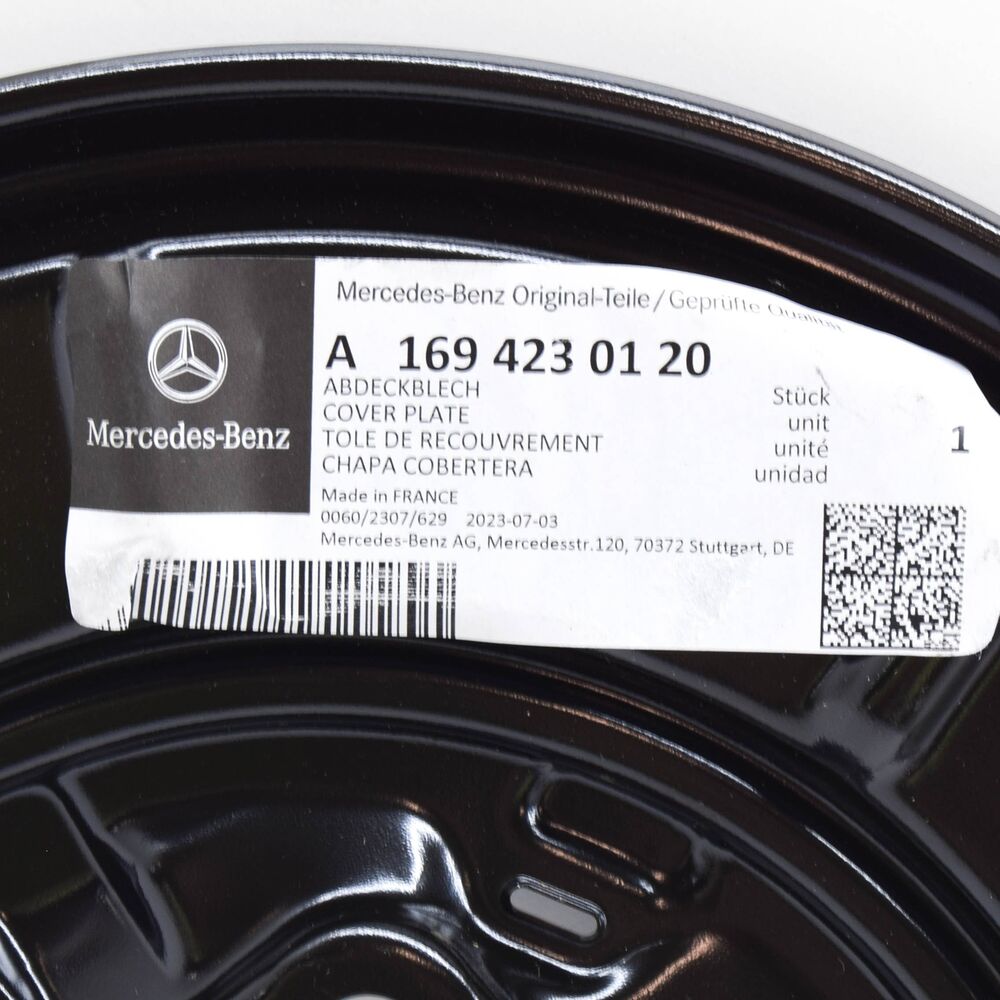 Mercedes-Benz Original-Teile / Geprüfte Qualität
A 169 423 01 20
Mercedes-Benz
ABDECKBLECH
COVER PLATE
TOLE DE RECOUVREMENT
CHAPA COBERTERA
Stück
unit
unité
unidad
1
Made in FRANCE
0060/2307/629 2023-07-03
Mercedes-Benz AG, Mercedesstr.120, 70372 Stuttgart, DE